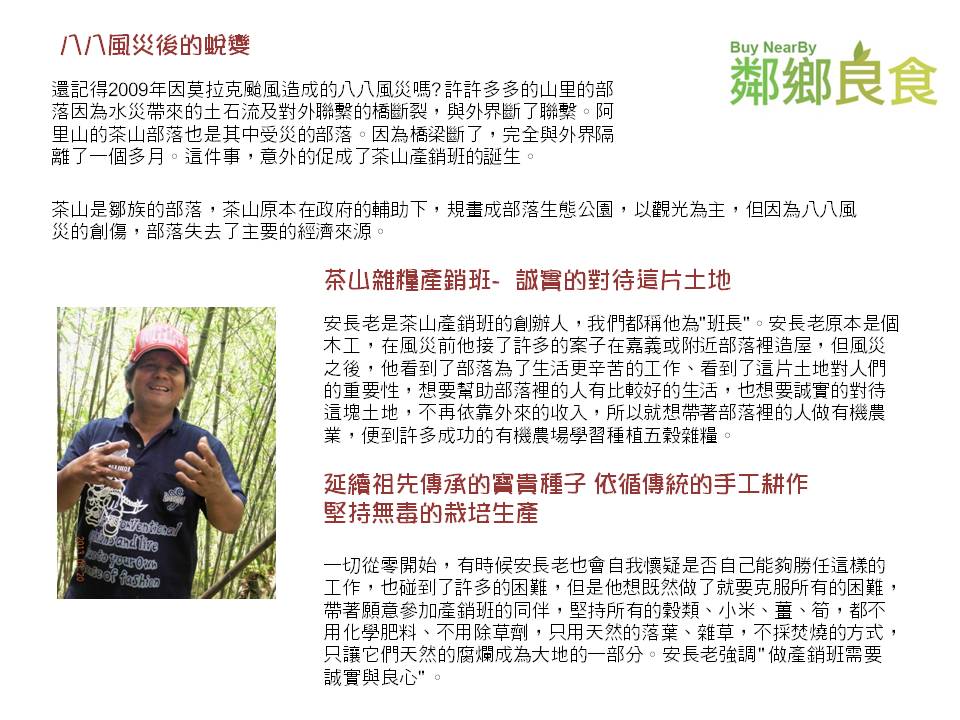 八八風災後的蛻變
Buy NearBy
鄰鄉良食
還記得2009年因莫拉克颱風造成的八八風災嗎? 許許多多的山里的部
落因為水災帶來的土石流及對外聯繫的橋斷裂，與外界斷了聯繫。阿
里山的茶山部落也是其中受災的部落。因為橋梁斷了，完全與外界隔
離了一個多月。這件事，意外的促成了茶山產銷班的誕生。
茶山是鄒族的部落，茶山原本在政府的輔助下，規畫成部落生態公園，以觀光為主，但因為八八風
災的創傷，部落失去了主要的經濟來源。
茶山雜糧產銷班- 誠實的對待這片土地
安長老是茶山產銷班的創辦人，我們都稱他為"班長"。安長老原本是個
木工，在風災前他接了許多的案子在嘉義或附近部落裡造屋，但風災
之後，他看到了部落為了生活更辛苦的工作、看到了這片土地對人們
的重要性，想要幫助部落裡的人有比較好的生活，也想要誠實的對待
這塊土地，不再依靠外來的收入，所以就想帶著部落裡的人做有機農
業，便到許多成功的有機農場學習種植五穀雜糧。
延續祖先傳承的寶貴種子 依循傳統的手工耕作
堅持無毒的栽培生產
一切從零開始，有時候安長老也會自我懷疑是否自己能夠勝任這樣的
工作，也碰到了許多的困難，但是他想既然做了就要克服所有的困難，
帶著願意參加產銷班的同伴，堅持所有的穀類、小米、薑、筍，都不
用化學肥料、不用除草劑，只用天然的落葉、雜草，不採焚燒的方式，
只讓它們天然的腐爛成為大地的一部分。安長老強調" 做產銷班需要
誠實與良心" 。
and live
your own
of fashion